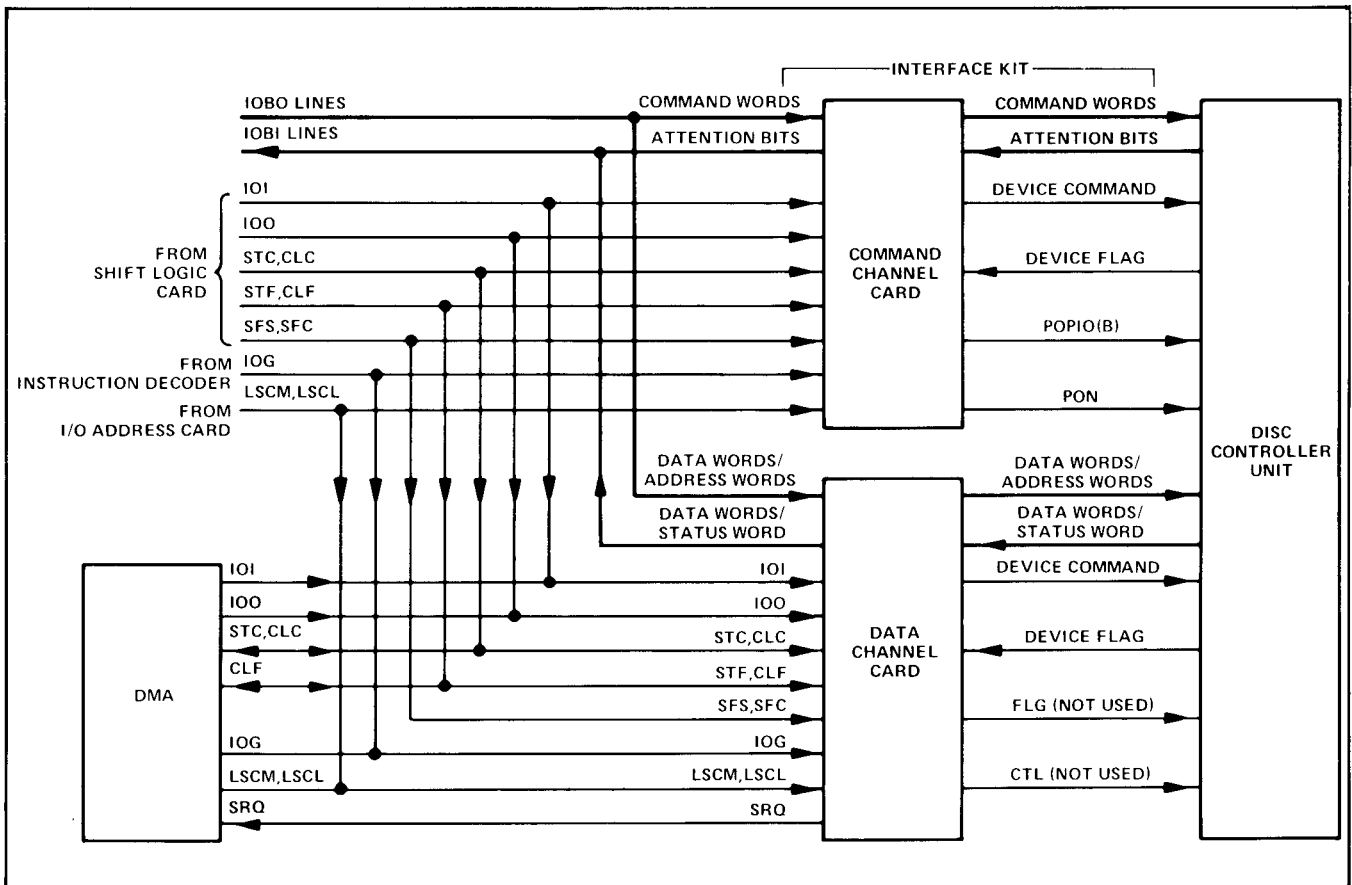 INTERFACE KIT
IOBO LINES
COMMAND WORDS
COMMAND WORDS
IOBI LINES
ATTENTION BITS
ATTENTION BITS
IOI
DEVICE COMMAND
IOO
FROM
SHIFT LOGIC
CARD
STC,CLC
COMMAND
CHANNEL
CARD
DEVICE FLAG
STF,CLF
SFS,SFC
POPIO(B)
FROM
INSTRUCTION DECODER
IOG
LSCM,LSCL
FROM
I/O ADDRESS CARD
PON
DISC
CONTROLLER
UNIT
DATA WORDS/
ADDRESS WORDS
DATA WORDS/
ADDRESS WORDS
DATA WORDS/
STATUS WORD
DATA WORDS/
STATUS WORD
DMA
IOI
IOI
DEVICE COMMAND
IOO
IOO
STC,CLC
STC,CLC
DATA
CHANNEL
CARD
DEVICE FLAG
CLF
STF,CLF
SFS,SFC
FLG (NOT USED)
IOG
IOG
LSCM,LSCL
LSCM,LSCL
CTL (NOT USED)
SRQ
SRQ